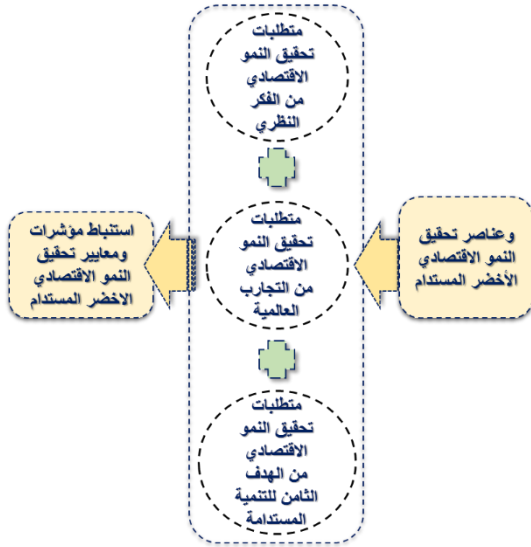 وعناصر تحقيق
النمو الاقتصادي
الأخضر المستدام
متطلبات
تحقيق النمو
الاقتصادي
من الفكر
النظري
متطلبات
تحقيق النمو
الاقتصادي
من التجارب
العالمية
متطلبات
تحقيق النمو
الاقتصادي
من الهدف
الثامن للتنمية
المستدامة
استنباط مؤشرات
ومعايير تحقيق
النمو الاقتصادي
الاخضر المستدام